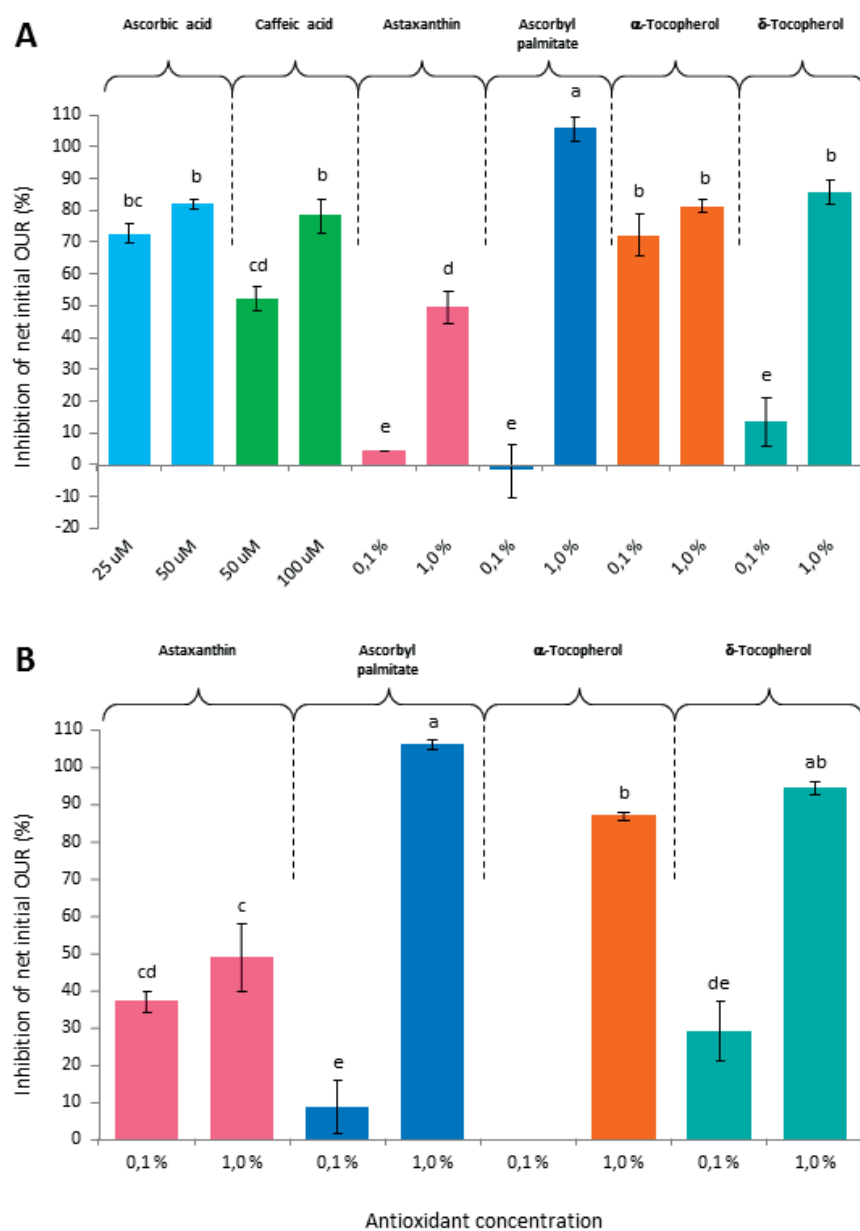 A
Ascorbic acid Caffeic acid Astaxanthin Ascorbyl palmitate α-Tocopherol δ-Tocopherol
Inhibition of net initial OUR (%)
110
100
90
80
70
60
50
40
30
20
10
0
-10
-20
bc b cd b e d e a b b e b
25 uM 50 uM 50 uM 100 uM 0,1 % 1,0 % 0,1 % 1,0 % 0,1 % 1,0 % 0,1 % 1,0 %
B
Astaxanthin Ascorbyl palmitate α-Tocopherol δ-Tocopherol
Inhibition of net initial OUR (%)
110
100
90
80
70
60
50
40
30
20
10
0
cd c e a b de ab
0,1 % 1,0 % 0,1 % 1,0 % 0,1 % 1,0 % 0,1 % 1,0 %
Antioxidant concentration